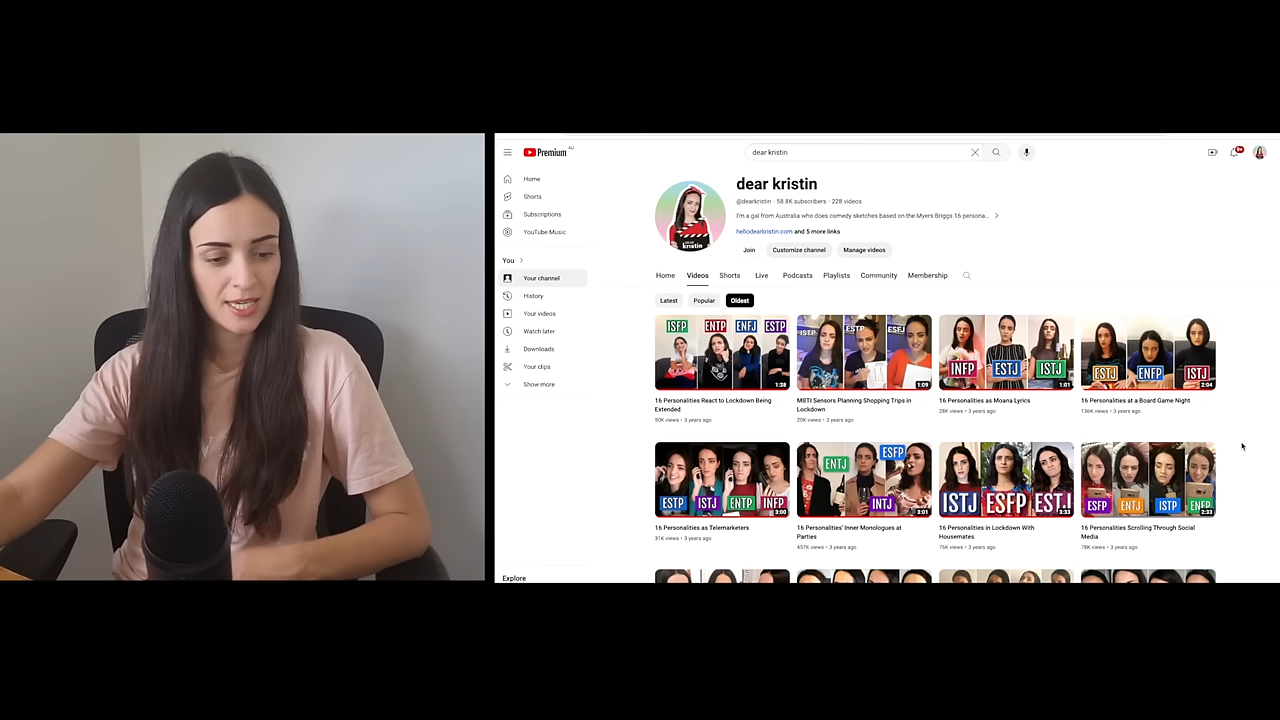 Premium AU
dear kristin
Home
Shorts
Subscriptions
YouTube Music
You
Your channel
History
Your videos
Watch later
Downloads
Your clips
Show more
Explore
9+
dear kristin
@dearkristin · 58.8K subscribers · 228 videos
I'm a gal from Australia who does comedy sketches based on the Myers-Briggs 16 persona...
hellodearkristin.com and 5 more links
Join
Customize channel
Manage videos
Home Videos Shorts Live Podcasts Playlists Community Membership
Latest Popular Oldest
ISFP ENTP ENFJ ESTP
1:38
ISTP ESTP ESFJ
1:09
INFP ESTJ ISTJ
1:01
ESTJ ENFP ISTJ
2:04
16 Personalities React to Lockdown Being
Extended
50K views • 3 years ago
MBTI Sensors Planning Shopping Trips in
Lockdown
20K views • 3 years ago
16 Personalities as Moana Lyrics
28K views • 3 years ago
16 Personalities at a Board Game Night
136K views • 3 years ago
ESTP ISTJ ENTP INFP
3:00
ENTJ INTJ ESFP
3:01
ISTJ ESFP ESTJ
3:33
ESFP ENTJ ISTP ENFP
2:33
16 Personalities as Telemarketers
31K views • 3 years ago
16 Personalities' Inner Monologues at
Parties
457K views • 3 years ago
16 Personalities in Lockdown With
Housemates
76K views • 3 years ago
16 Personalities Scrolling Through Social
Media
78K views • 3 years ago